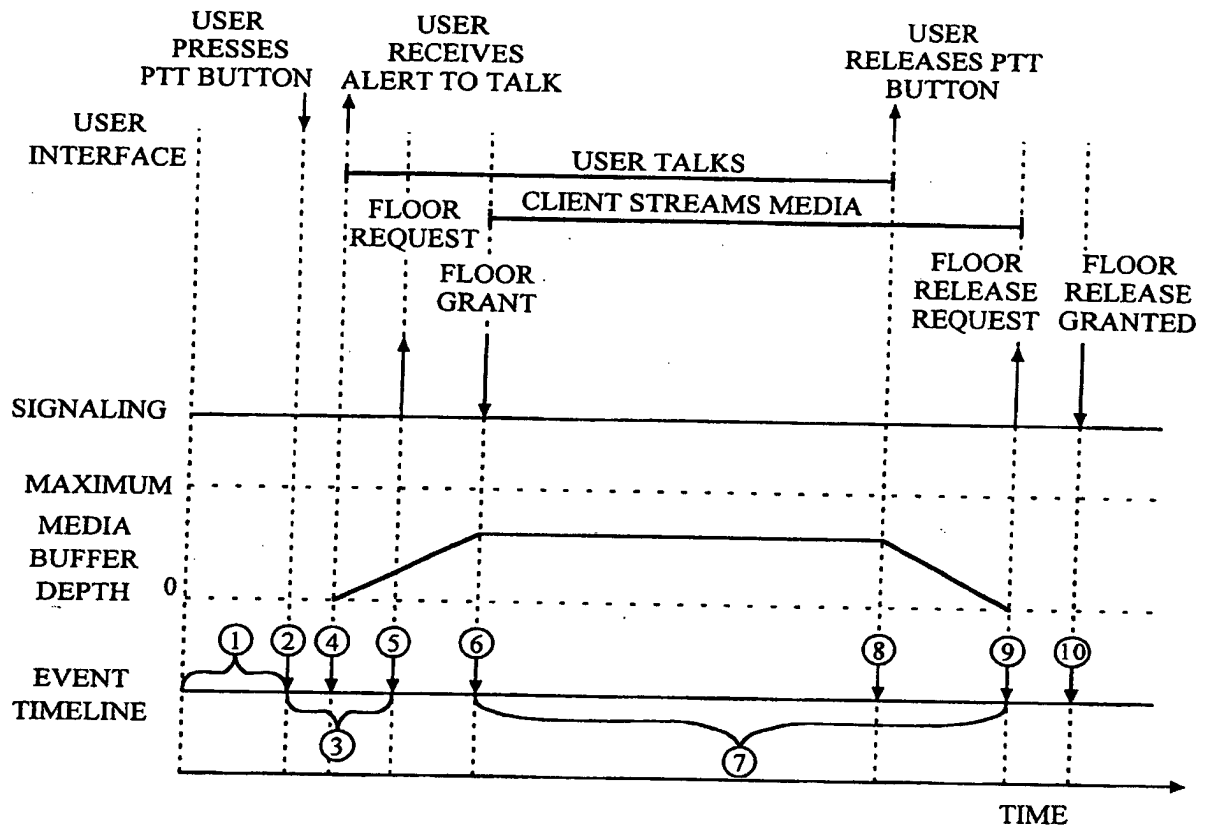 USER
PRESSES
PTT BUTTON
USER
RECEIVES
ALERT TO TALK
USER
RELEASES PTT
BUTTON
USER
INTERFACE
USER TALKS
CLIENT STREAMS MEDIA
FLOOR
REQUEST
FLOOR
GRANT
FLOOR
RELEASE
REQUEST
FLOOR
RELEASE
GRANTED
SIGNALING
MAXIMUM
MEDIA
BUFFER
DEPTH
0
1
2
4
5
6
8
9
10
EVENT
TIMELINE
3
7
TIME